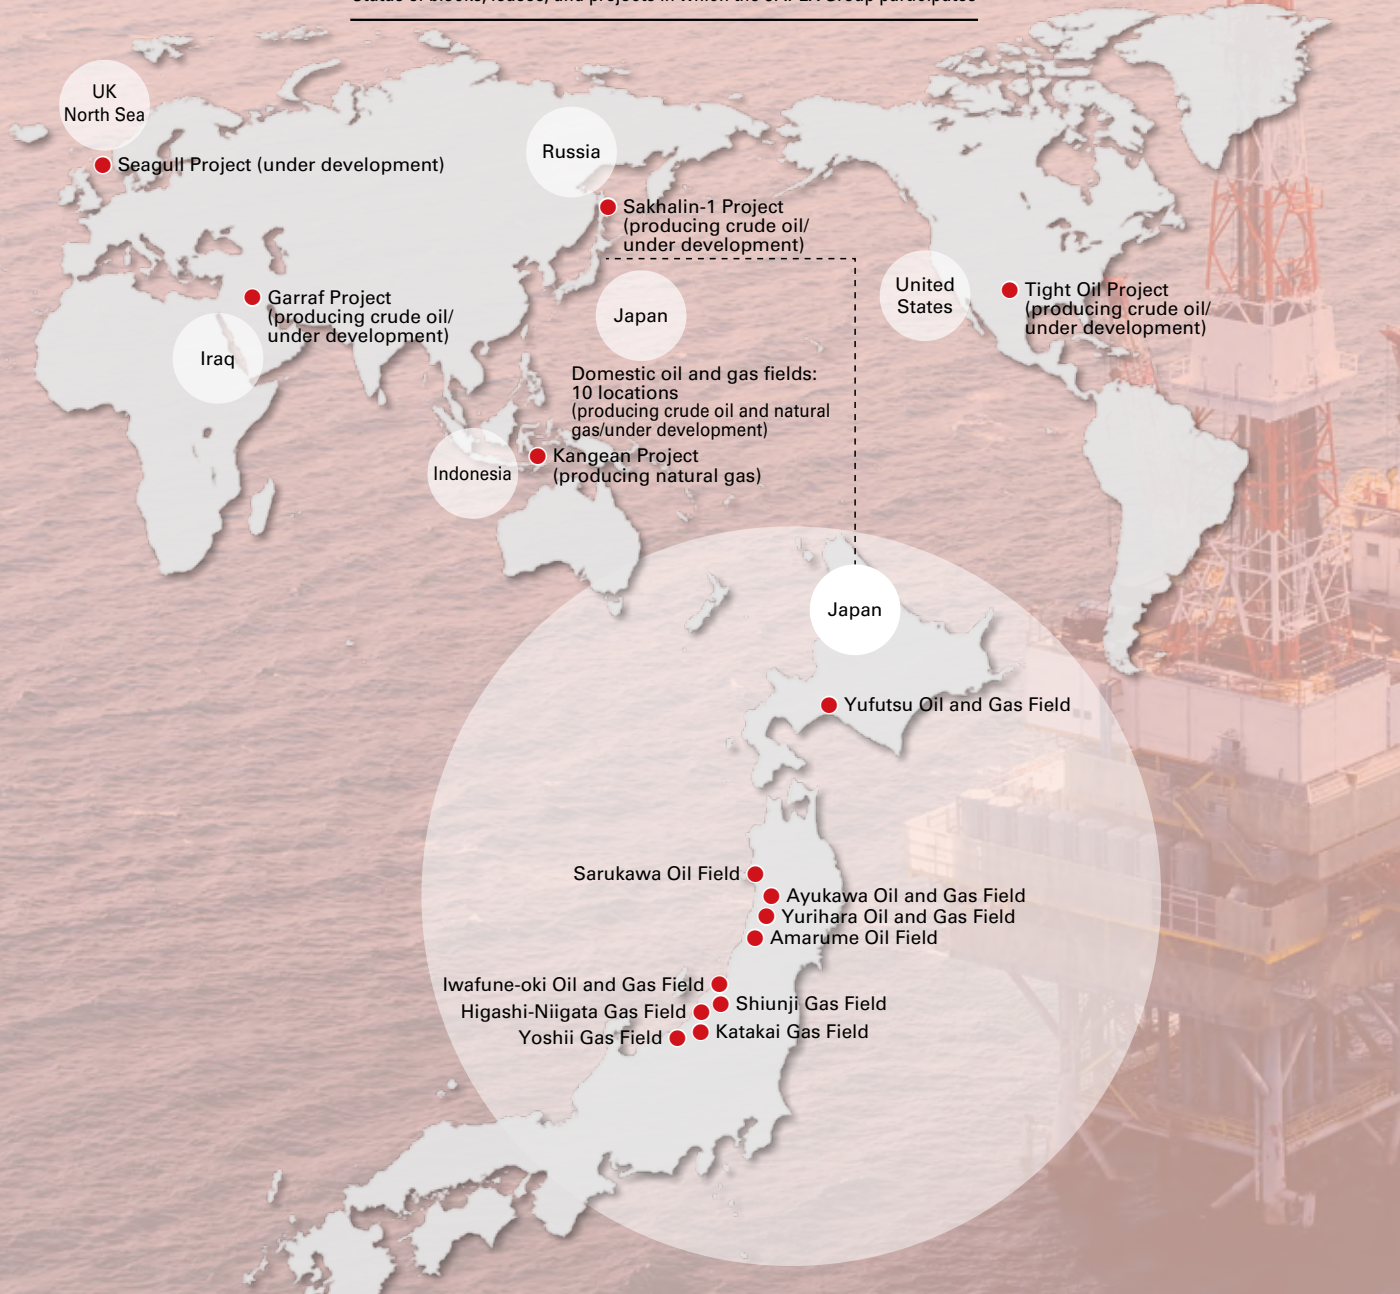 UK
North Sea
Seagull Project (under development)
Russia
Sakhalin-1 Project
(producing crude oil/
under development)
United
States
Tight Oil Project
(producing crude oil/
under development)
Garraf Project
(producing crude oil/
under development)
Iraq
Japan
Domestic oil and gas fields:
10 locations
(producing crude oil and natural
gas/under development)
Indonesia
Kangean Project
(producing natural gas)
Japan
Yufutsu Oil and Gas Field
Sarukawa Oil Field
Ayukawa Oil and Gas Field
Yurihara Oil and Gas Field
Amarume Oil Field
Iwafune-oki Oil and Gas Field
Shiunji Gas Field
Higashi-Niigata Gas Field
Katakai Gas Field
Yoshii Gas Field